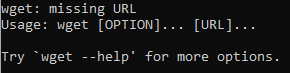 wget: missing URL
Usage: wget [OPTION]... [URL]...
Try `wget --help' for more options.